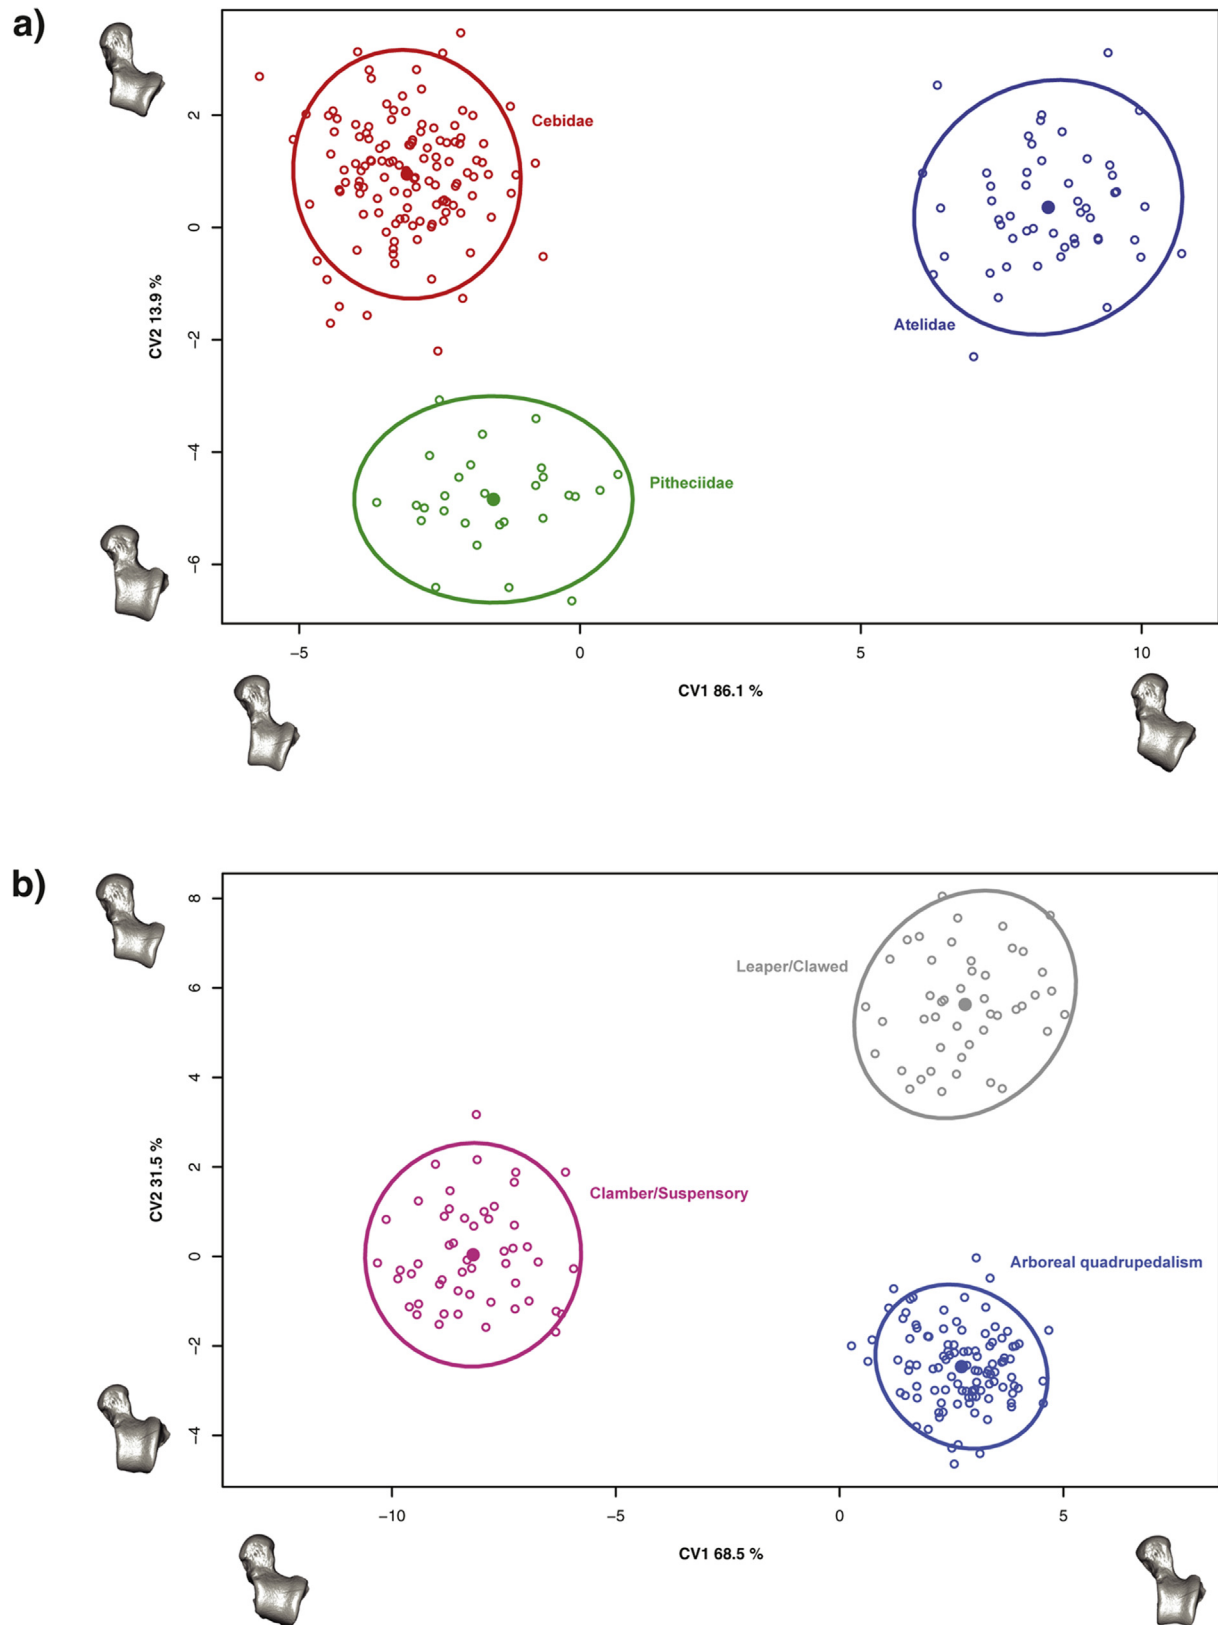 a)
Cebidae
Atelidae
Pitheciidae
CV2 13.9 %
2
0
−2
−4
−6
−5
0
5
10
CV1 86.1 %
b)
Leaper/Clawed
Clamber/Suspensory
Arboreal quadrupedalism
CV2 31.5 %
8
6
4
2
0
−2
−4
−10
−5
0
5
CV1 68.5 %